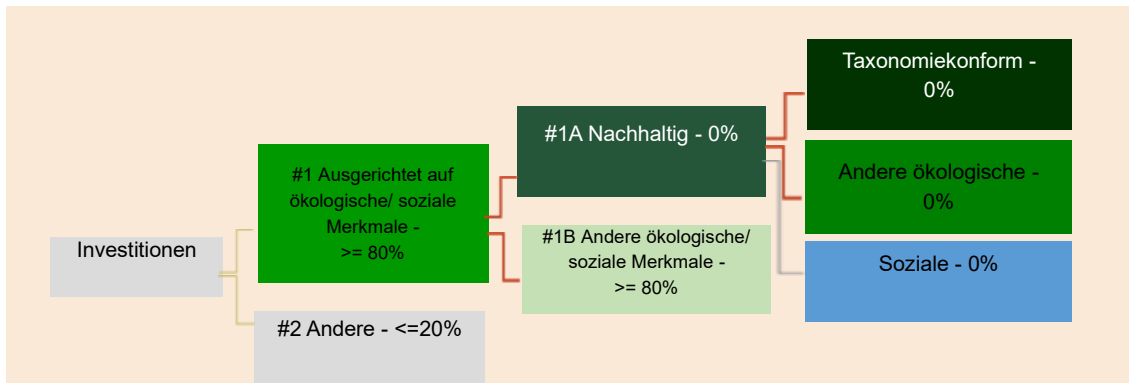 Investitionen
#1 Ausgerichtet auf
ökologische/ soziale
Merkmale -
>= 80%
#2 Andere - <=20%
#1A Nachhaltig - 0%
#1B Andere ökologische/
soziale Merkmale -
>= 80%
Taxonomiekonform -
0%
Andere ökologische -
0%
Soziale - 0%